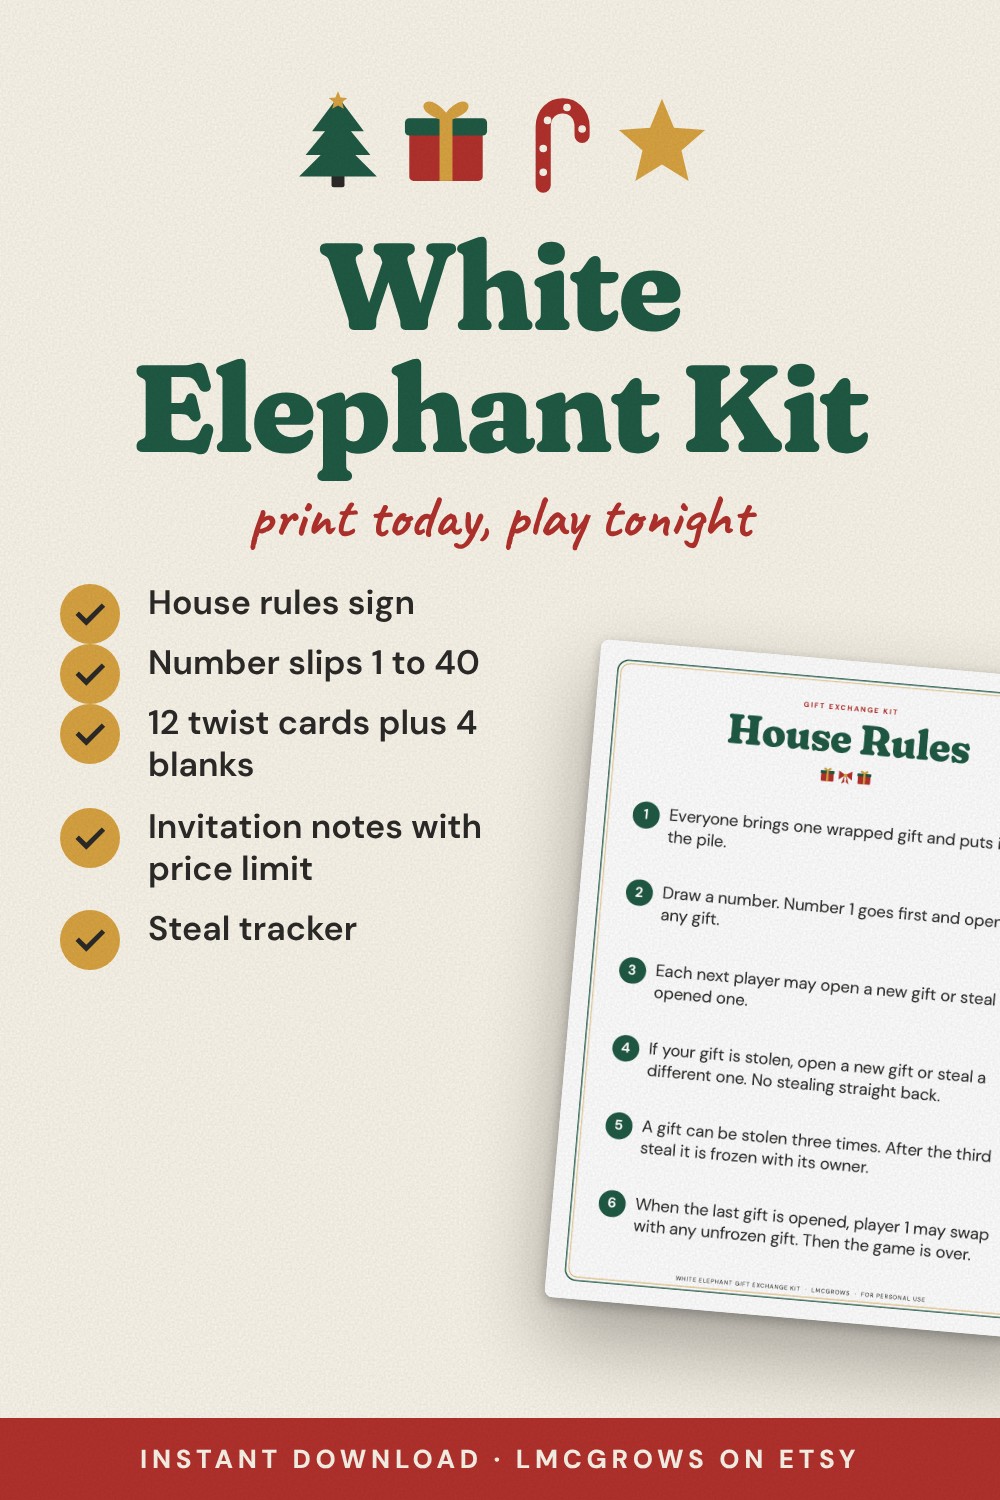 White
Elephant Kit
print today, play tonight
House rules sign
Number slips 1 to 40
12 twist cards plus 4
blanks
Invitation notes with
price limit
Steal tracker
GIFT EXCHANGE KIT
House Rules
1 Everyone brings one wrapped gift and puts
the pile.
2 Draw a number. Number 1 goes first and
any gift.
3 Each next player may open a new gift or steal
opened one.
4 If your gift is stolen, open a new gift or steal a
different one. No stealing straight back.
5 A gift can be stolen three times. After the third
steal it is frozen with its owner.
6 When the last gift is opened, player 1 may swap
with any unfrozen gift. Then the game is over.
WHITE ELEPHANT GIFT EXCHANGE KIT · LMCGROWS · FOR PERSONAL USE
INSTANT DOWNLOAD · LMCGROWS ON ETSY